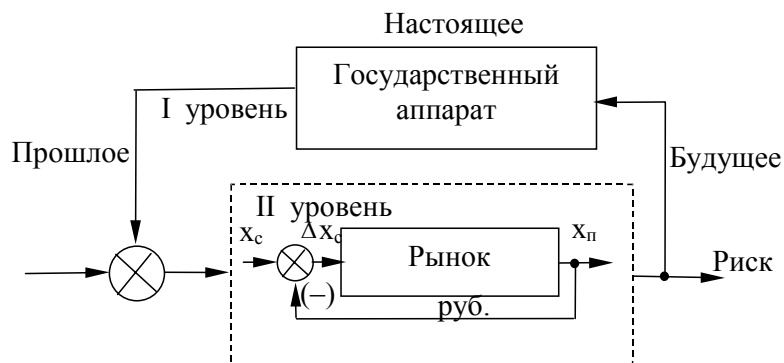 Настоящее
Государственный
аппарат
I уровень
Прошлое
Будущее
II уровень
xс
Δxс
Рынок
xп
Риск
(–)
руб.